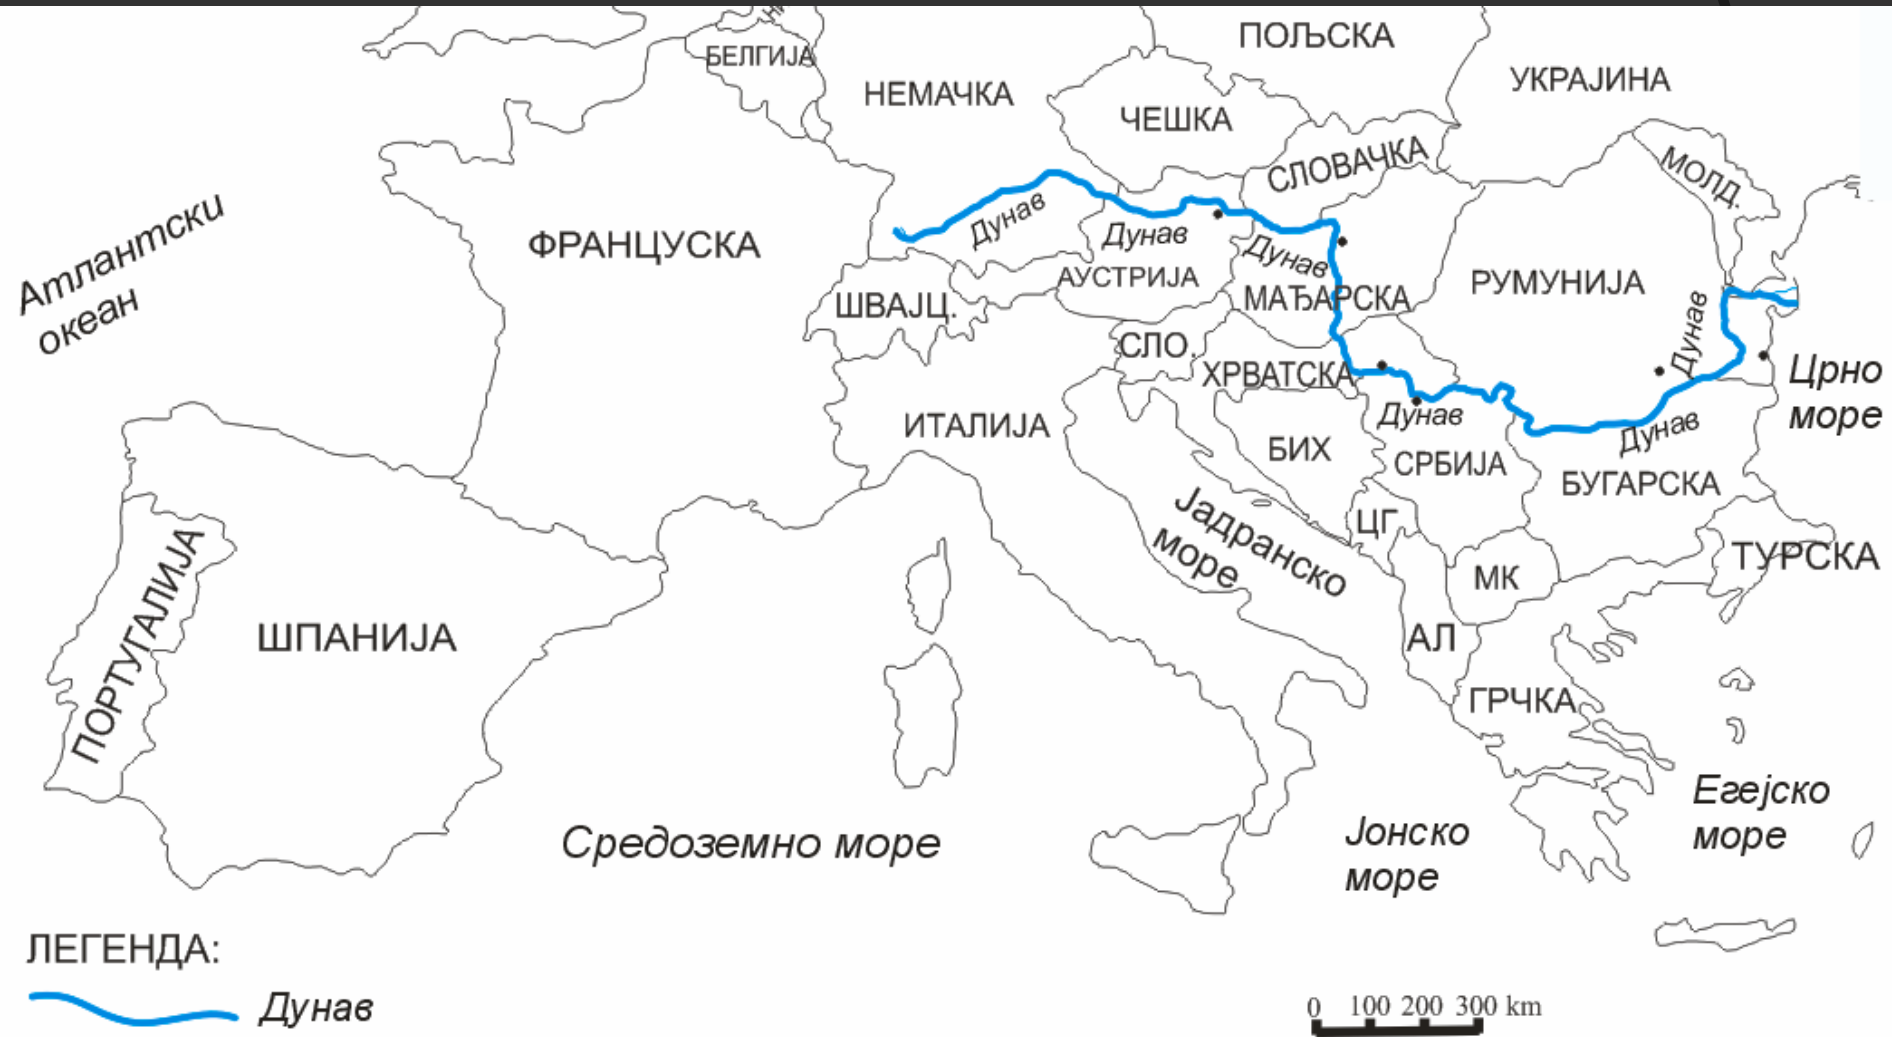 ПОЉСКА
БЕЛГИЈА
НЕМАЧКА
УКРАЈИНА
ЧЕШКА
СЛОВАЧКА
МОЛД.
Атлантски
океан
ФРАНЦУСКА
Дунав
Дунав
Дунав
АУСТРИЈА
МАЂАРСКА
РУМУНИЈА
ШВАЈЦ.
СЛО.
ХРВАТСКА
Дунав
Црно
море
ИТАЛИЈА
Дунав
Дунав
БИХ
СРБИЈА
БУГАРСКА
Јадранско
море
ЦГ
МК
ТУРСКА
ПОРТУГАЛИЈА
ШПАНИЈА
АЛ
ГРЧКА
Средоземно море
Јонско
море
Егејско
море
ЛЕГЕНДА:
Дунав
0 100 200 300 km